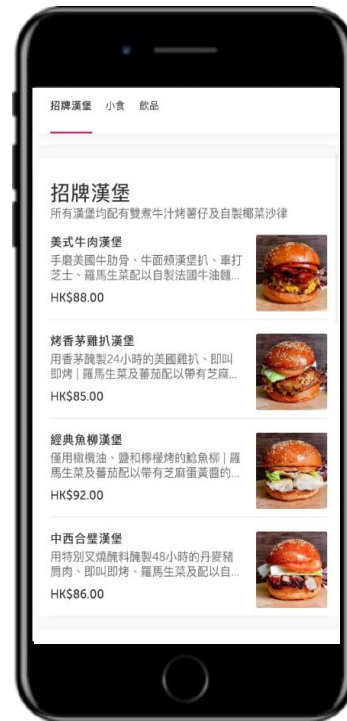 招牌漢堡 小食 飲品
招牌漢堡
所有漢堡均配有雙煮牛汁烤薯仔及自製椰菜沙律
美式牛肉漢堡
手磨美國牛肋骨、牛面頰漢堡扒、車打
芝士、羅馬生菜配以自製法國牛油麵...
HK$88.00
烤香茅雞扒漢堡
用香茅醃製24小時的美國雞扒、即叫
即烤 | 羅馬生菜及蕃茄配以帶有芝麻...
HK$85.00
經典魚柳漢堡
僅用橄欖油、鹽和檸檬烤的鯰魚柳 | 羅
馬生菜及蕃茄配以帶有芝麻蛋黃醬的...
HK$92.00
中西合璧漢堡
用特別叉燒醃料醃製48小時的丹麥豬
肩肉、即叫即烤、羅馬生菜及配以自...
HK$86.00